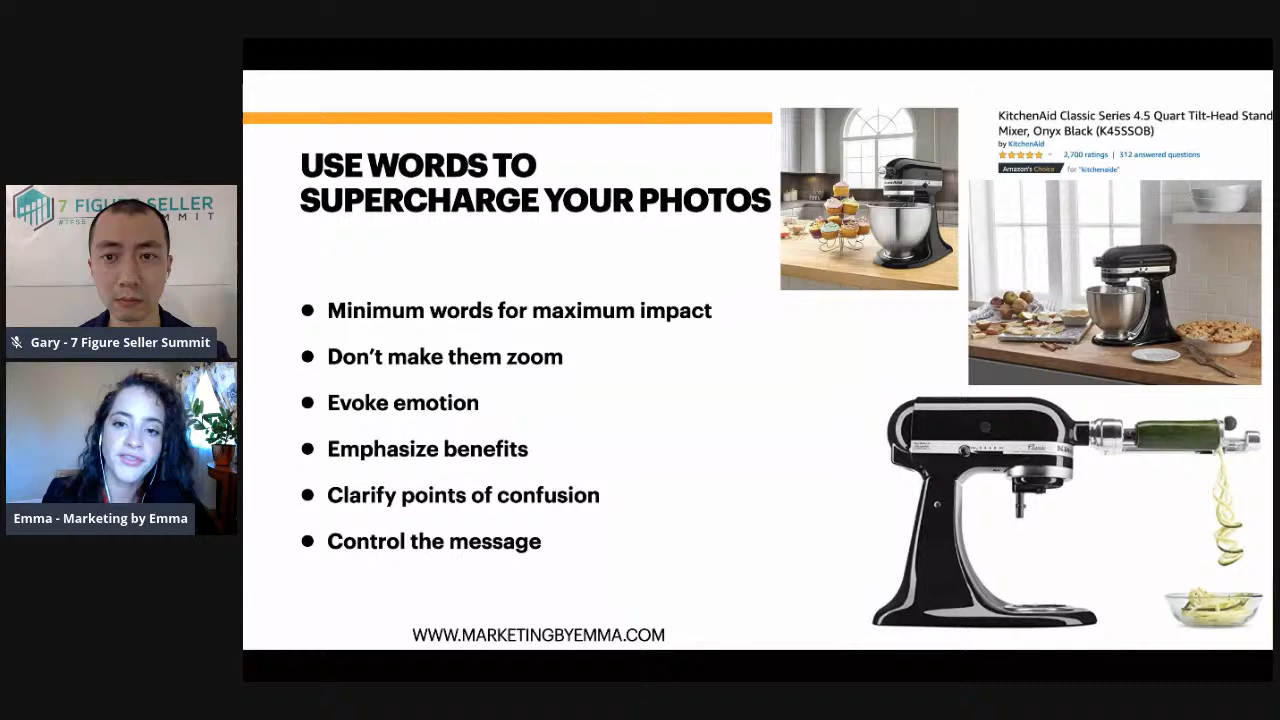 7 FIGURE SELLER
#7FSS SUMMIT
Gary - 7 Figure Seller Summit
Emma - Marketing by Emma
USE WORDS TO
SUPERCHARGE YOUR PHOTOS
● Minimum words for maximum impact
● Don’t make them zoom
● Evoke emotion
● Emphasize benefits
● Clarify points of confusion
● Control the message
WWW.MARKETINGBYEMMA.COM
KitchenAid Classic Series 4.5 Quart Tilt-Head Stand
Mixer, Onyx Black (K45SSOB)
by KitchenAid
2,700 ratings | 312 answered questions
Amazon's Choice for "kitchenaide"
Classic